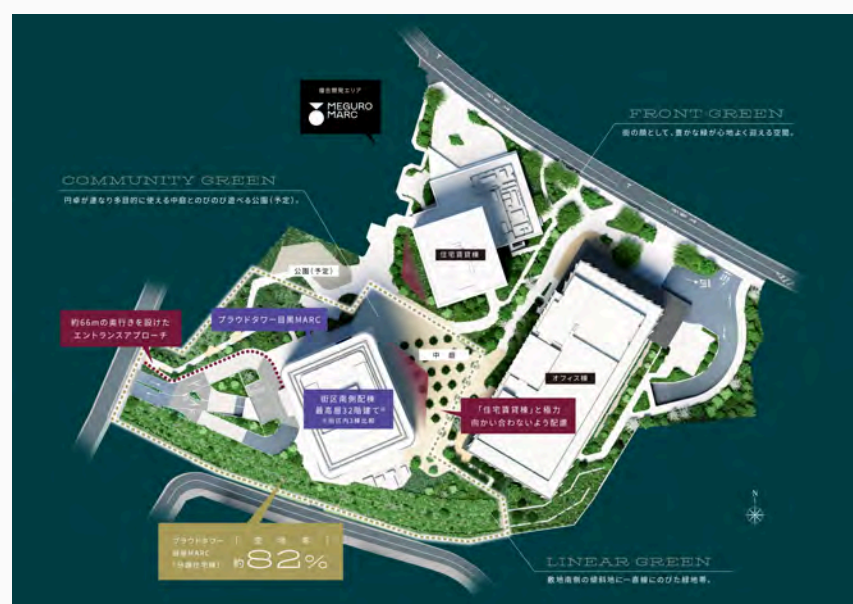 複合開発エリア
MEGURO
MARC
FRONT GREEN
街の顔として、豊かな緑が心地よく迎える空間。
COMMUNITY GREEN
円卓が連なり多目的に使える中庭とのびのび遊べる公園(予定)。
住宅賃貸棟
公園(予定)
約66mの奥行きを設けた
エントランスアプローチ
プラウドタワー目黒MARC
中庭
オフィス棟
街区南側配棟
最高層32階建て※
※街区内3棟比較
「住宅賃貸棟」と極力
向かい合わないよう配慮
N
プラウドタワー
目黒MARC
「分譲住宅棟」
空地率
約82%
LINEAR GREEN
敷地南側の傾斜地に一直線にのびた緑地帯。